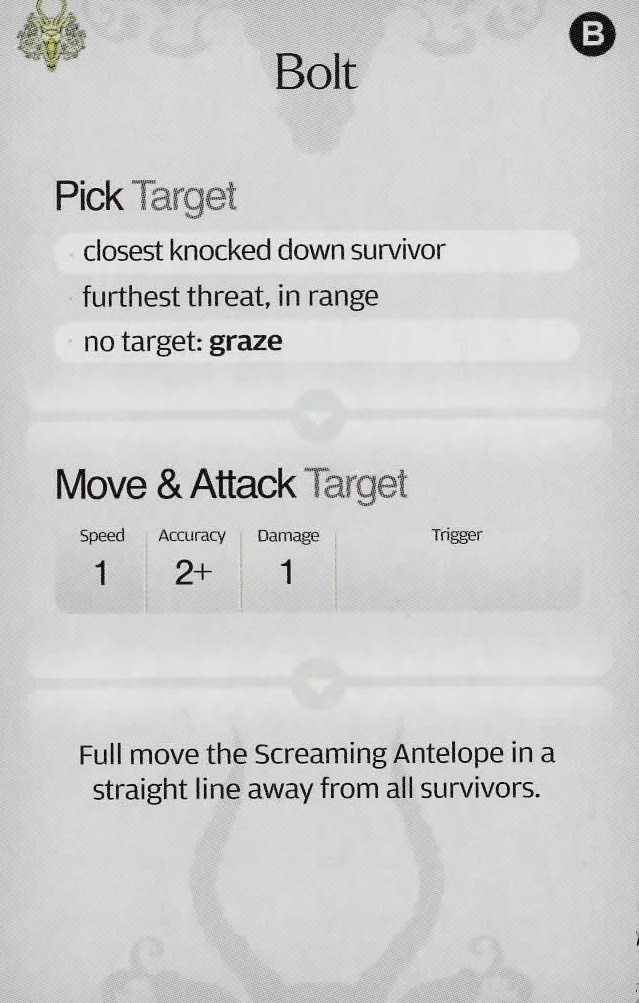 B
Bolt
Pick Target
closest knocked down survivor
furthest threat, in range
no target: graze
Move & Attack Target
Speed Accuracy Damage Trigger
1 2+ 1
Full move the Screaming Antelope in a
straight line away from all survivors.